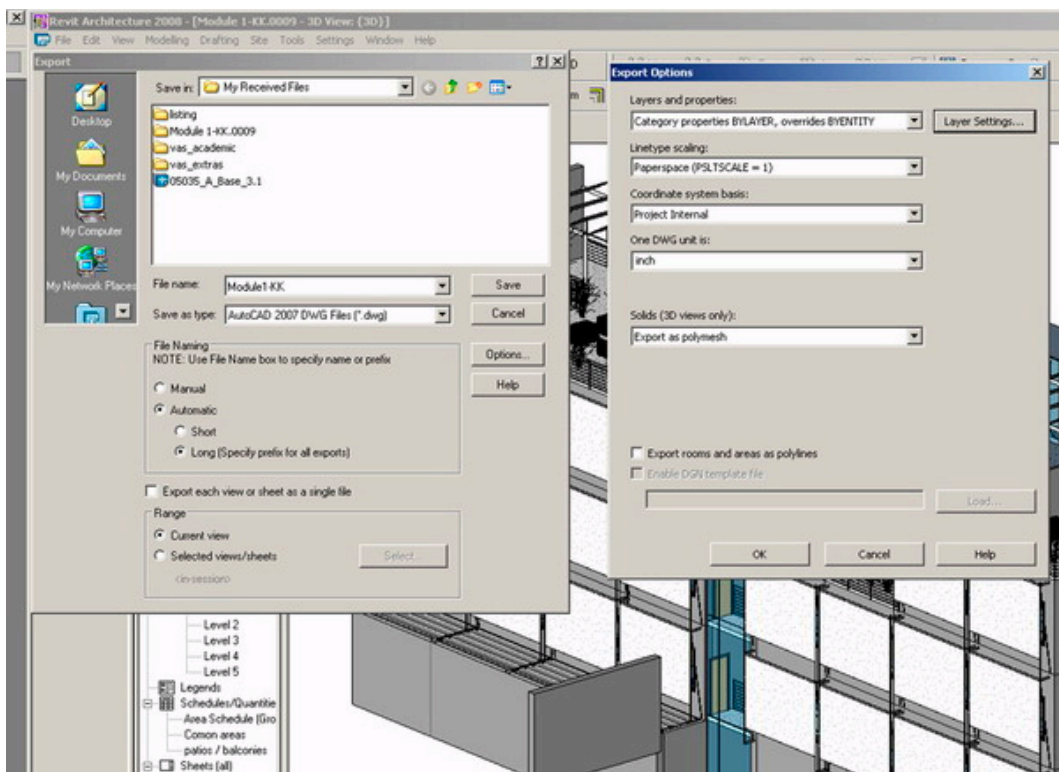 Revit Architecture 2008 - [Module 1-KK.0009 - 3D View: {3D}]
File Edit View Modelling Drafting Site Tools Settings Window Help
Export
Save in: My Received Files
Desktop
My Documents
My Computer
My Network Places
listing
Module 1-KK.0009
vas_academic
vas_extras
05035_A_Base_3.1
File name: Module1-KK
Save
Save as type: AutoCAD 2007 DWG Files (*.dwg)
Cancel
File Naming
NOTE: Use File Name box to specify name or prefix
Options...
Manual
Help
Automatic
Short
Long (Specify prefix for all exports)
Export each view or sheet as a single file
Range
Current view
Selected views/sheets
Select...
<in-session>
Level 2
Level 3
Level 4
Level 5
Legends
Schedules/Quantitie
Area Schedule (Gro
Comon areas
patios / balconies
Sheets (all)
Export Options
Layers and properties:
Category properties BYLAYER, overrides BYENTITY
Layer Settings...
Linetype scaling:
Paperspace (PSLTSCALE = 1)
Coordinate system basis:
Project Internal
One DWG unit is:
inch
Solids (3D views only):
Export as polymesh
Export rooms and areas as polylines
Enable DGN template file
Load...
OK
Cancel
Help